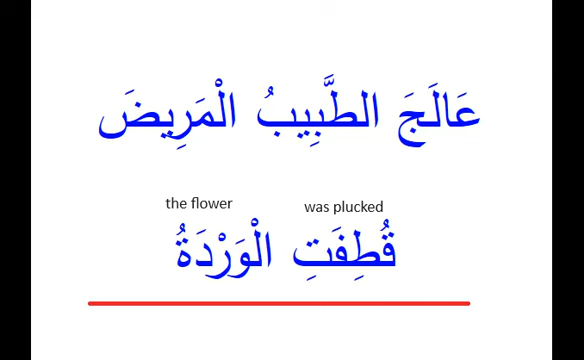 عَالَجَ الطَّبِيبُ الْمَرِيضَ
the flower was plucked
قُطِفَتِ الْوَرْدَةُ